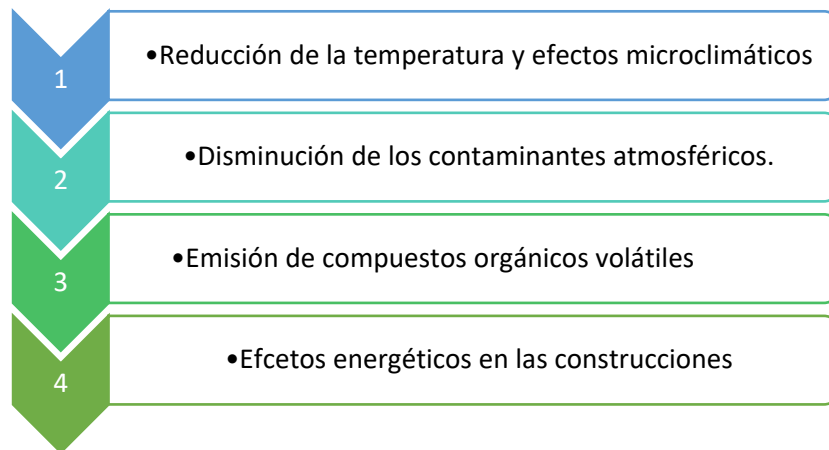 1
•Reducción de la temperatura y efectos microclimáticos
2
•Disminución de los contaminantes atmosféricos.
3
•Emisión de compuestos orgánicos volátiles
4
•Efcetos energéticos en las construcciones